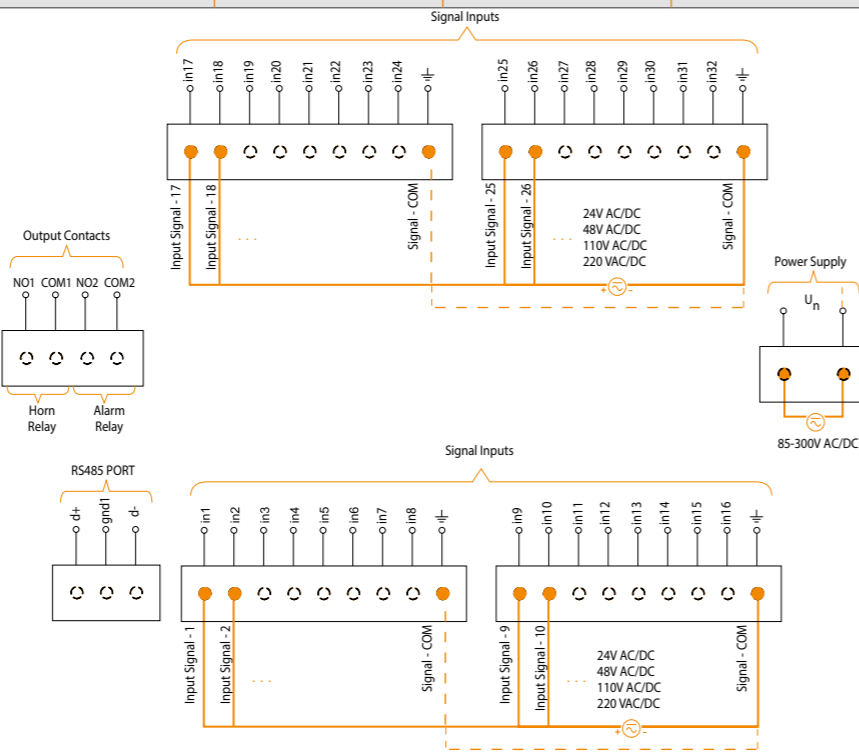 Signal Inputs
in17 in18 in19 in20 in21 in22 in23 in24
in25 in26 in27 in28 in29 in30 in31 in32
Input Signal - 17
Input Signal - 18
...
Signal - COM
Input Signal - 25
Input Signal - 26
...
24V AC/DC
48V AC/DC
110V AC/DC
220 VAC/DC
Signal - COM
+ -
Output Contacts
NO1 COM1 NO2 COM2
Horn
Relay
Alarm
Relay
Power Supply
Un
85-300V AC/DC
RS485 PORT
d+ gnd1 d-
Signal Inputs
in1 in2 in3 in4 in5 in6 in7 in8
in9 in10 in11 in12 in13 in14 in15 in16
Input Signal - 1
Input Signal - 2
...
Signal - COM
Input Signal - 9
Input Signal - 10
...
24V AC/DC
48V AC/DC
110V AC/DC
220 VAC/DC
Signal - COM
+ -